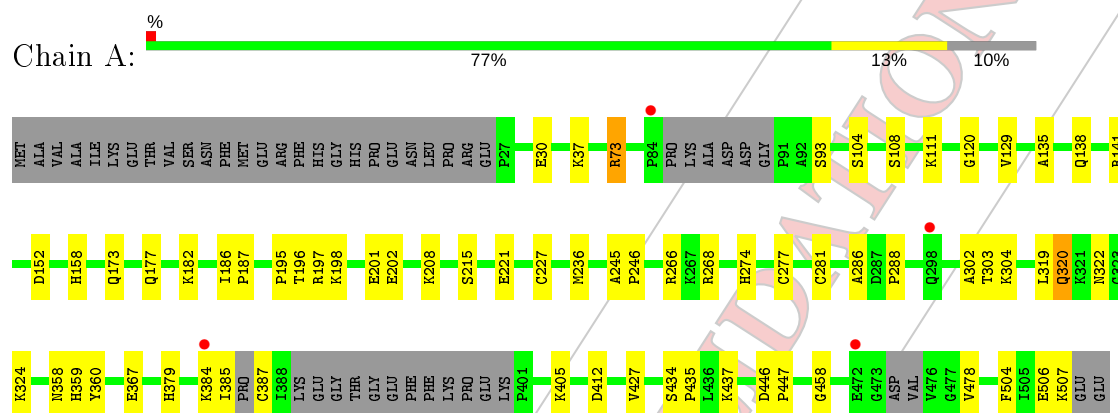 %
Chain A:
77% 13% 10%
MET ALA VAL ALA ILE LYS GLU THR VAL SER ASN PHE MET GLU ARG PHE HIS GLY HIS PRO GLU ASN LEU PRO ARG GLU P27 E30 K37 R73 P84 PRO LYS ALA ASP ASP GLY P91 A92 S93 S104 S108 K111 G120 V129 A135 Q138
D152 H158 Q173 Q177 K182 I186 P187 P195 T196 R197 K198 E201 E202 K208 S215 E221 C227 M236 A245 P246 R266 K267 R268 H274 C277 C281 A286 D287 P288 Q298 A302 T303 K304 L319 Q320 K321 N322
K324 N358 H359 Y360 E367 H379 K384 I385 PRO C387 I388 LYS GLU GLY THR GLY GLU PHE PHE LYS PRO GLU LYS P401 K405 D412 V427 S434 P435 L436 K437 D446 P447 G458 E472 G473 ASP VAL V476 G477 V478 F504 I505 E506 K507 GLU GLU
DATION